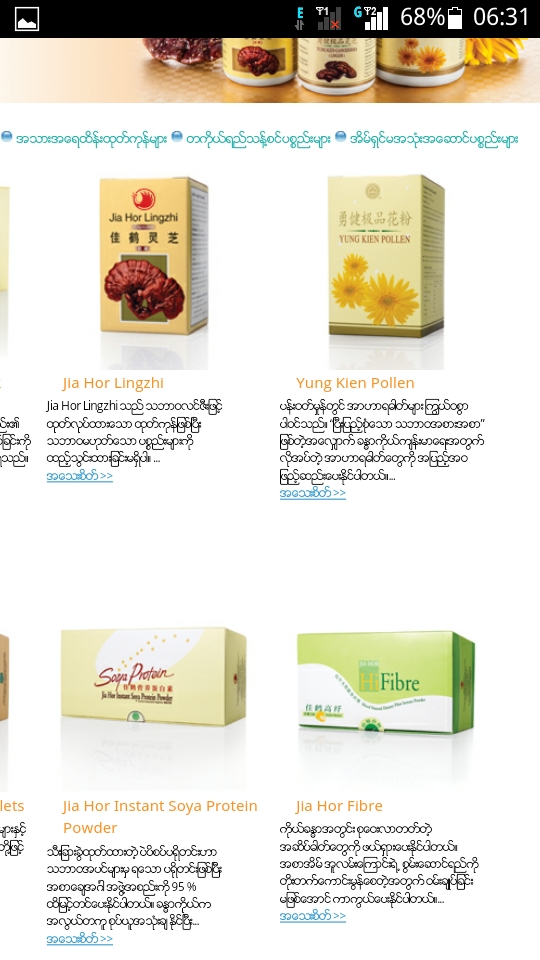 E T1 G T2 68% 06:31
အသားအရေထိန်းထုတ်ကုန်များ တကိုယ်ရည်သန့်စင်ပစ္စည်းများ အိမ်ရှင်မအသုံးအဆောင်ပစ္စည်းများ
Jia Hor Lingzhi
佳鹤灵芝
勇健极品花粉
YUNG KIEN POLLEN
Jia Hor Lingzhi
Jia Hor Lingzhi သည် သဘာဝလင်ဇီးဖြင့်
ထုတ်လုပ်ထားသော ထုတ်ကုန်ဖြစ်ပြီး
သဘာဝမဟုတ်သော ပစ္စည်းများကို
ထည့်သွင်းထားခြင်းမရှိပါ။ ...
အသေးစိတ် >>
Yung Kien Pollen
ပန်းဝတ်မှုန်တွင် အာဟာရဓါတ်များကြွယ်ဝစွာ
ပါဝင်သည်။ "ပြီးပြည့်စုံသော သဘာဝအစားအစာ"
ဖြစ်တဲ့အလျှောက် ခန္ဓာကိုယ်ကျန်းမာရေးအတွက်
လိုအပ်တဲ့ အာဟာရဓါတ်တွေကို အပြည့်အဝ
ဖြည့်ဆည်းပေးနိုင်ပါတယ်။...
အသေးစိတ် >>
Soya Protein
佳鹤营养蛋白素
Jia Hor Instant Soya Protein Powder
JIA HOR
HiFibre
佳鹤高纤
lets
Jia Hor Instant Soya Protein
Powder
သီးခြားခွဲထုတ်ထားတဲ့ ပဲပိစပ်ပရိုတင်းဟာ
သဘာဝအပင်များမှ ရသော ပရိုတင်းဖြစ်ပြီး
အစာချေအင်္ဂါ အဖွဲ့အစည်းကို 95 %
ထိမြှင့်တင်ပေးနိုင်ပါတယ်။ ခန္ဓာကိုယ်က
အလွယ်တကူ စုပ်ယူအသုံးချနိုင်ပြီး...
အသေးစိတ် >>
Jia Hor Fibre
ကိုယ်ခန္ဓာအတွင်း စုဝေးလာတတ်တဲ့
အဆိပ်ဓါတ်တွေကို ဖယ်ရှားပေးနိုင်ပါတယ်။
အစာအိမ် အူလမ်းကြောင်းရဲ့ စွမ်းဆောင်ရည်ကို
တိုးတက်ကောင်းမွန်စေတဲ့အတွက် ဝမ်းချုပ်ခြင်း
မဖြစ်အောင် ကာကွယ်ပေးနိုင်ပါတယ်။...
အသေးစိတ် >>